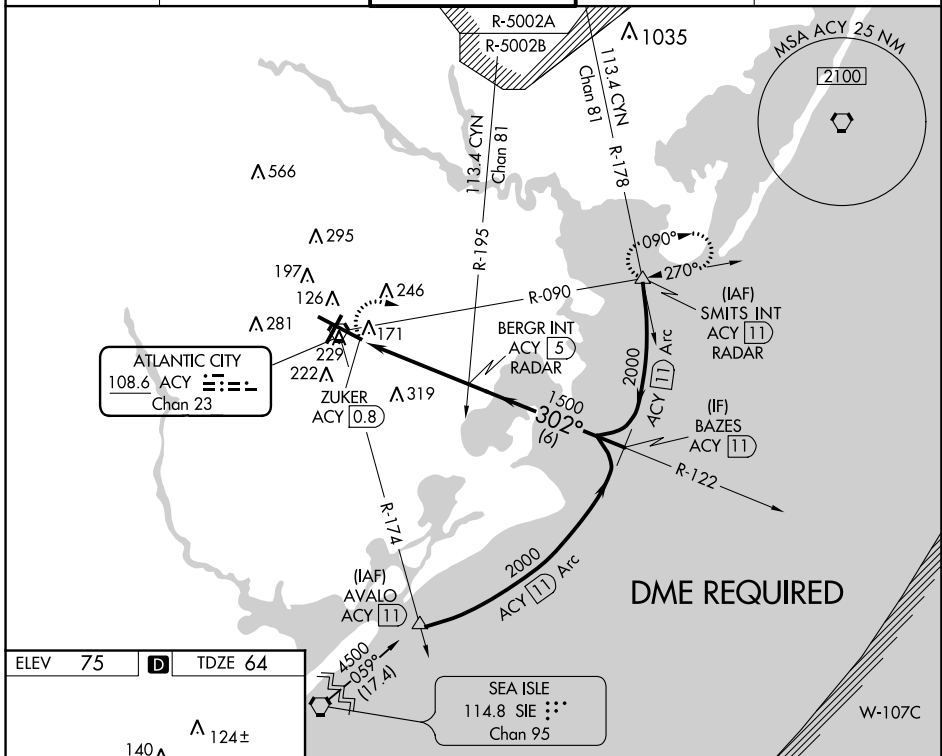 R-5002A
R-5002B
1035
MSA ACY 25 NM
2100
113.4 CYN
Chan 81
113.4 CYN
Chan 81
R-178
566
R-195
295
197
126
246
090°
270°
R-090
(IAF)
SMITS INT
ACY 11
RADAR
281
171
229
BERGR INT
ACY 5
RADAR
2000
ACY 11 Arc
ATLANTIC CITY
108.6 ACY
Chan 23
222
319
ZUKER
ACY 0.8
1500
302°
(6)
(IF)
BAZES
ACY 11
R-122
R-174
2000
ACY 11 Arc
(IAF)
AVALO
ACY 11
DME REQUIRED
4500
059°
(17.4)
ELEV 75 D TDZE 64
SEA ISLE
114.8 SIE
Chan 95
W-107C
124±
140